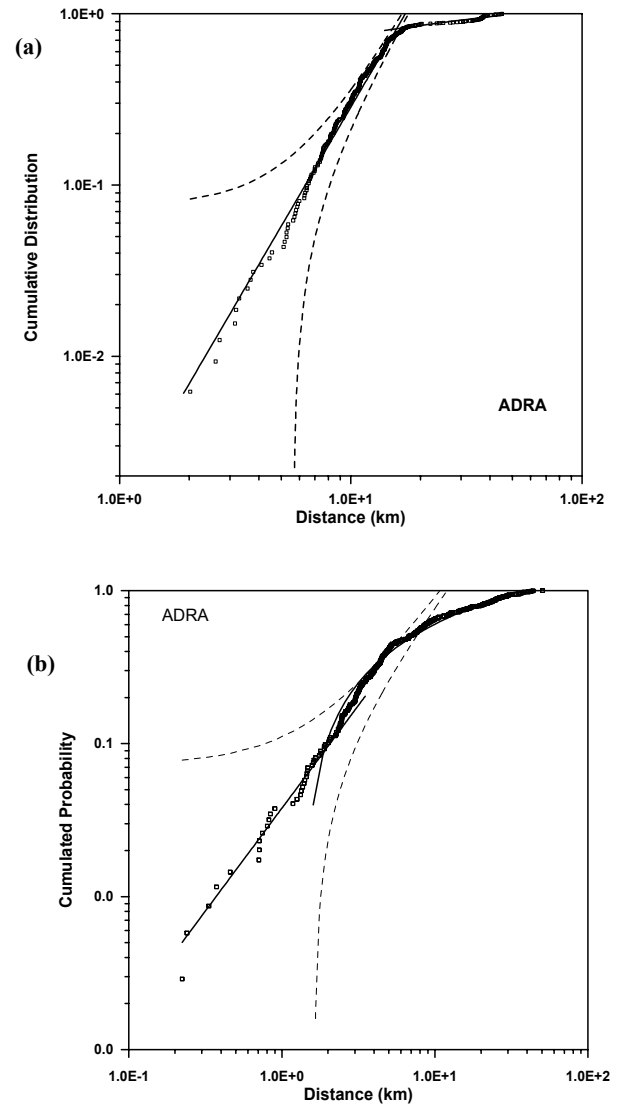 (a)
1.0E+0
1.0E-1
1.0E-2
Cumulative Distribution
ADRA
1.0E+0 1.0E+1 1.0E+2
Distance (km)
(b)
ADRA
1.0
0.1
0.0
0.0
Cumulated Probability
1.0E-1 1.0E+0 1.0E+1 1.0E+2
Distance (km)